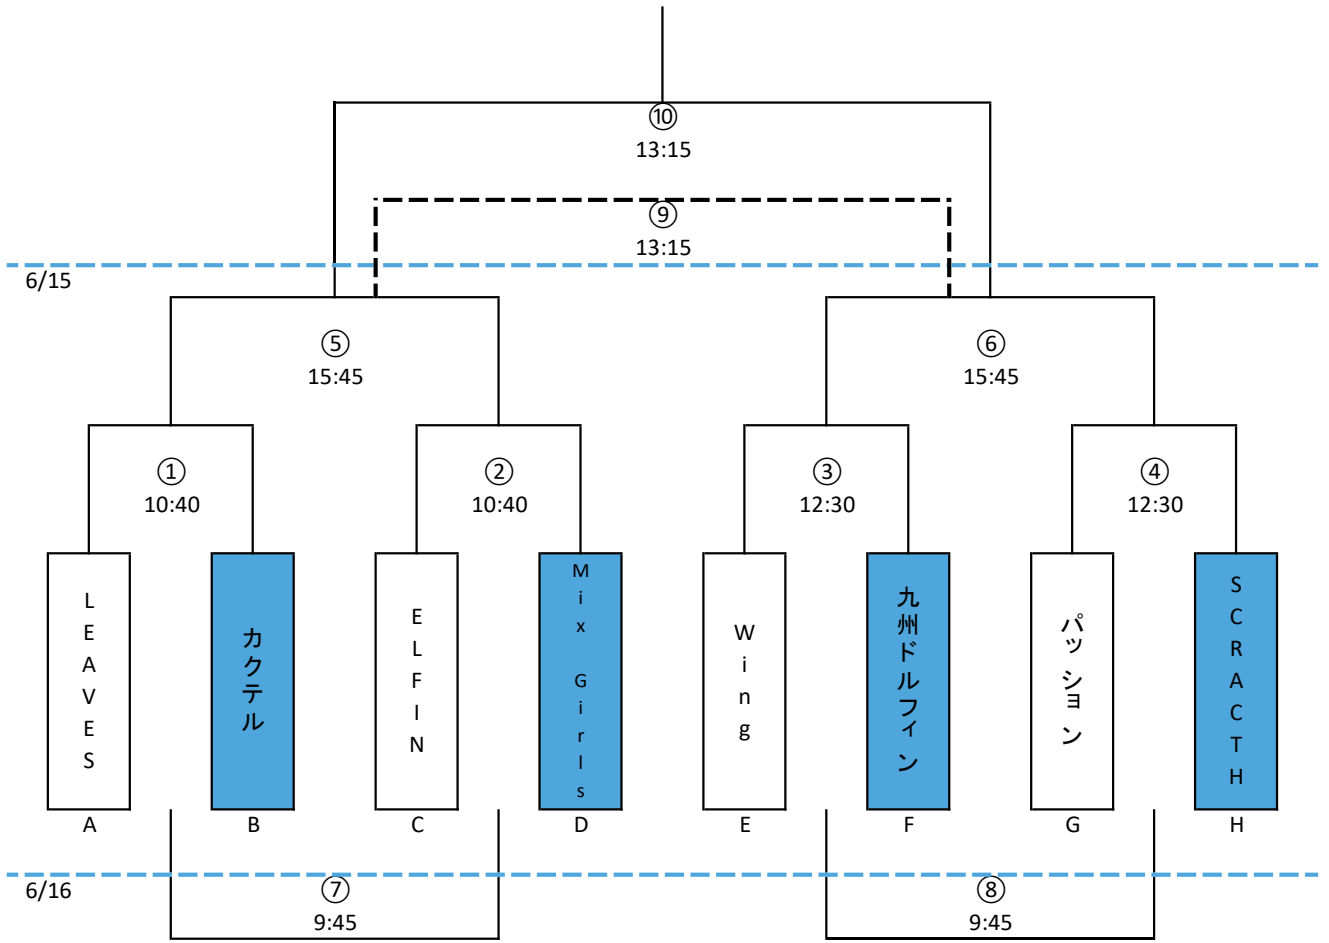 ⑩
13:15
⑨
13:15
6/15
⑤
15:45
⑥
15:45
①
10:40
②
10:40
③
12:30
④
12:30
LEAVES
カクテル
ELFIN
Mix Girls
Wing
九州ドルフィン
パッション
SCRACTH
A
B
C
D
E
F
G
H
6/16
⑦
9:45
⑧
9:45